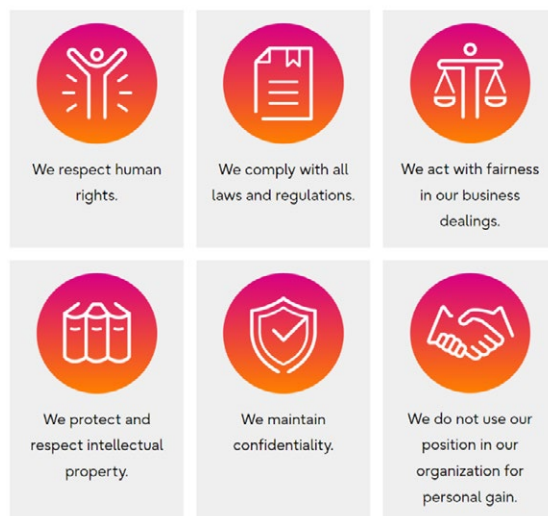 We respect human
rights.
We comply with all
laws and regulations.
We act with fairness
in our business
dealings.
We protect and
respect intellectual
property.
We maintain
confidentiality.
We do not use our
position in our
organization for
personal gain.